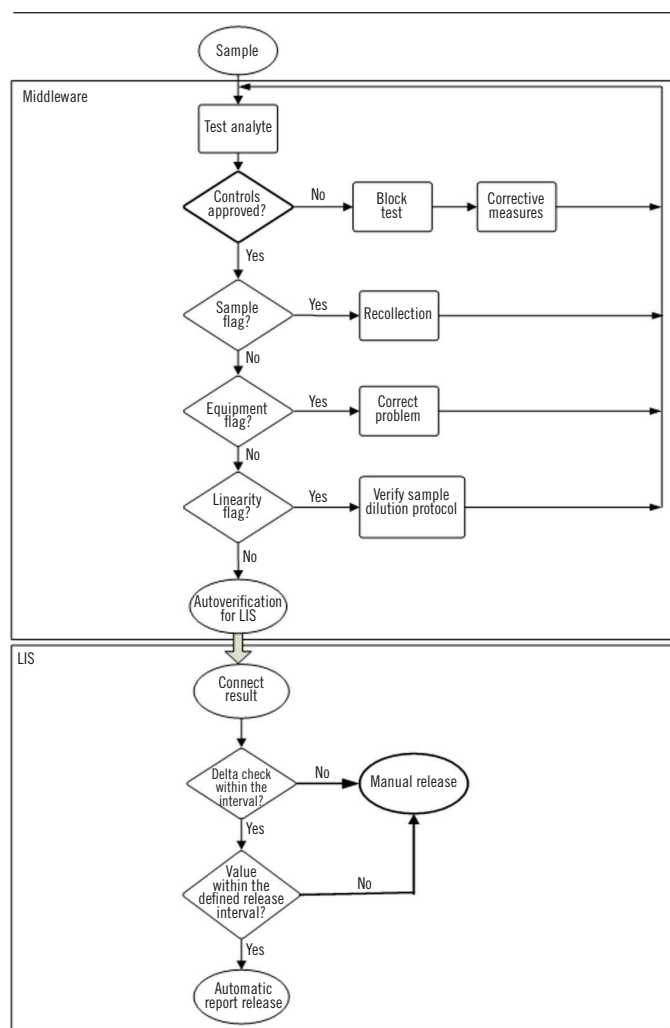 Sample
Middleware
Test analyte
Controls
approved?
No
Block
test
Corrective
measures
Yes
Sample
flag?
Yes
Recollection
No
Equipment
flag?
Yes
Correct
problem
No
Linearity
flag?
Yes
Verify sample
dilution protocol
No
Autoverification
for LIS
LIS
Connect
result
Delta check
within the
interval?
No
Manual release
Yes
Value
within the
defined release
interval?
No
Yes
Automatic
report release